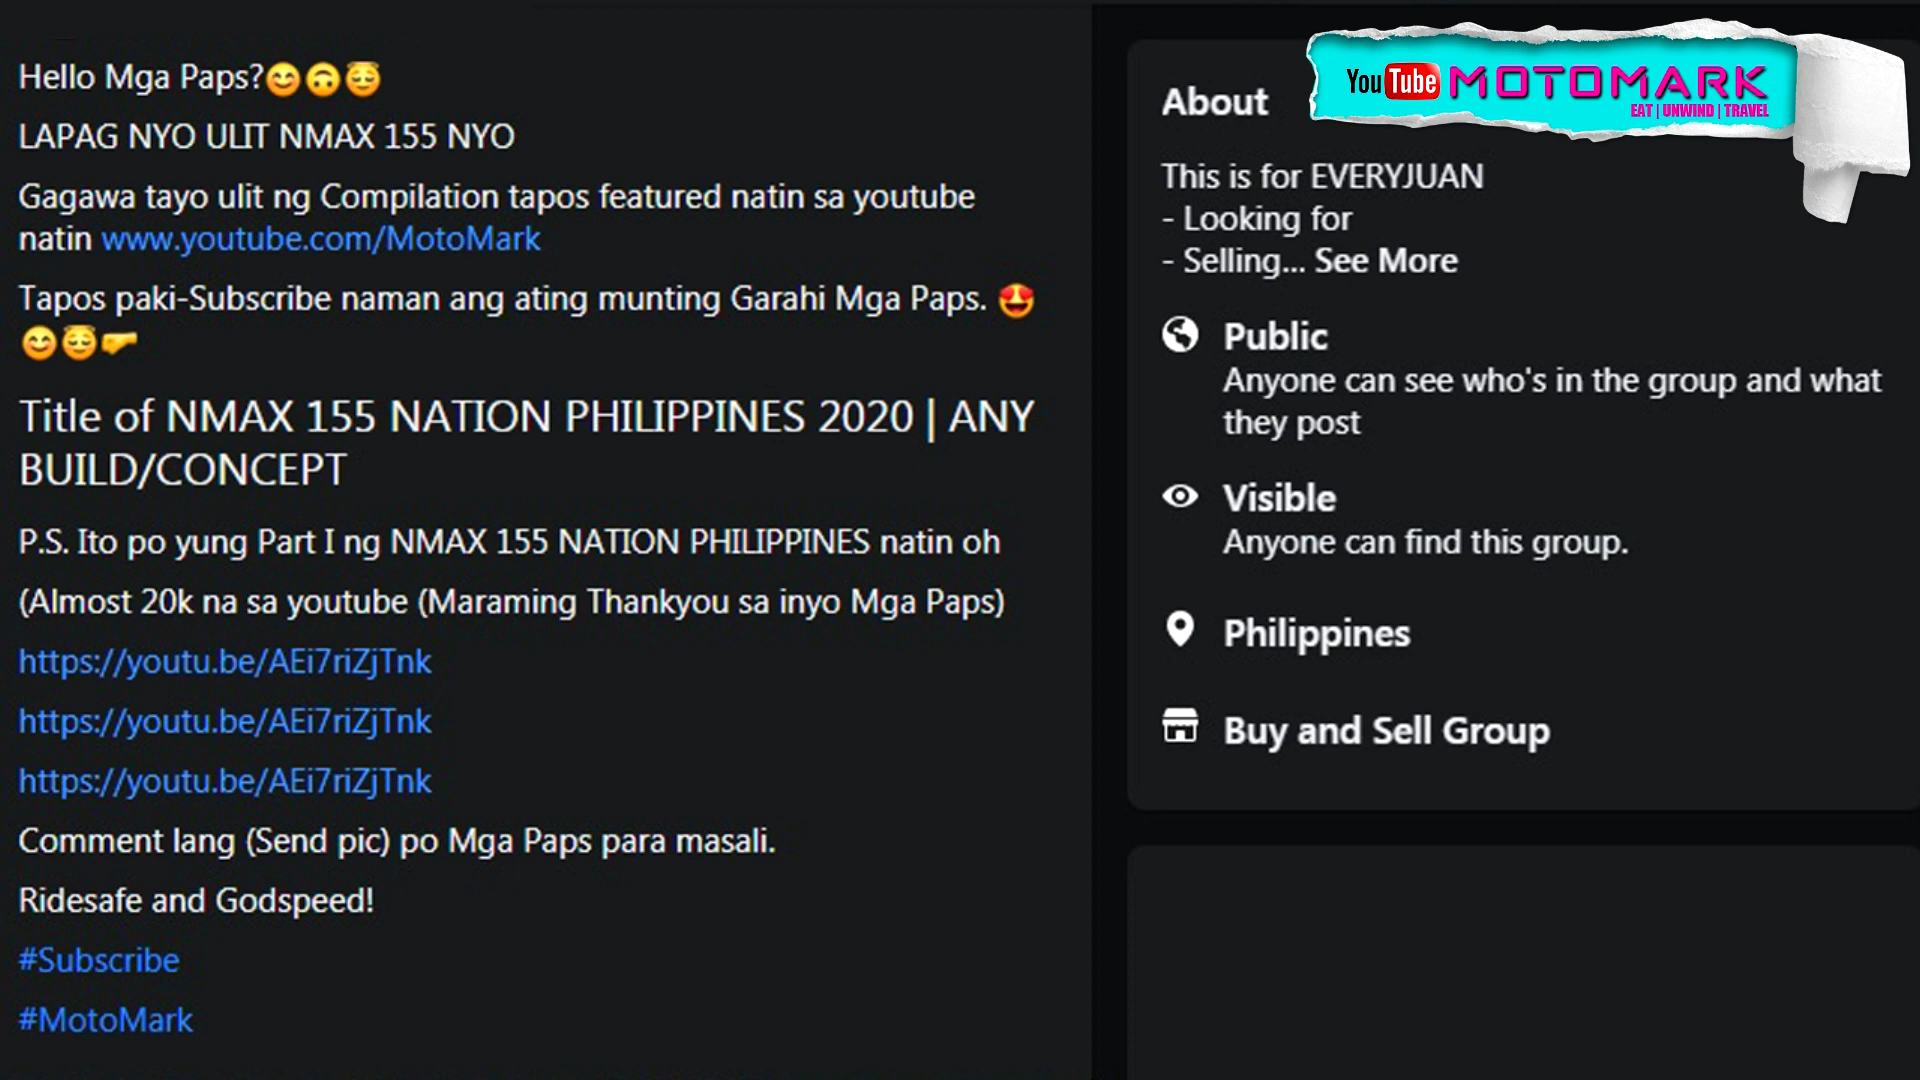 Hello Mga Paps?😊🙃😇
LAPAG NYO ULIT NMAX 155 NYO
Gagawa tayo ulit ng Compilation tapos featured natin sa youtube
natin www.youtube.com/MotoMark
Tapos paki-Subscribe naman ang ating munting Garahi Mga Paps. 😍
😊😇🤛
Title of NMAX 155 NATION PHILIPPINES 2020 | ANY
BUILD/CONCEPT
P.S. Ito po yung Part I ng NMAX 155 NATION PHILIPPINES natin oh
(Almost 20k na sa youtube (Maraming Thankyou sa inyo Mga Paps)
https://youtu.be/AEi7riZjTnk
https://youtu.be/AEi7riZjTnk
https://youtu.be/AEi7riZjTnk
Comment lang (Send pic) po Mga Paps para masali.
Ridesafe and Godspeed!
#Subscribe
#MotoMark
YouTube MOTOMARK
EAT | UNWIND | TRAVEL
About
This is for EVERYJUAN
- Looking for
- Selling... See More
Public
Anyone can see who's in the group and what
they post
Visible
Anyone can find this group.
Philippines
Buy and Sell Group